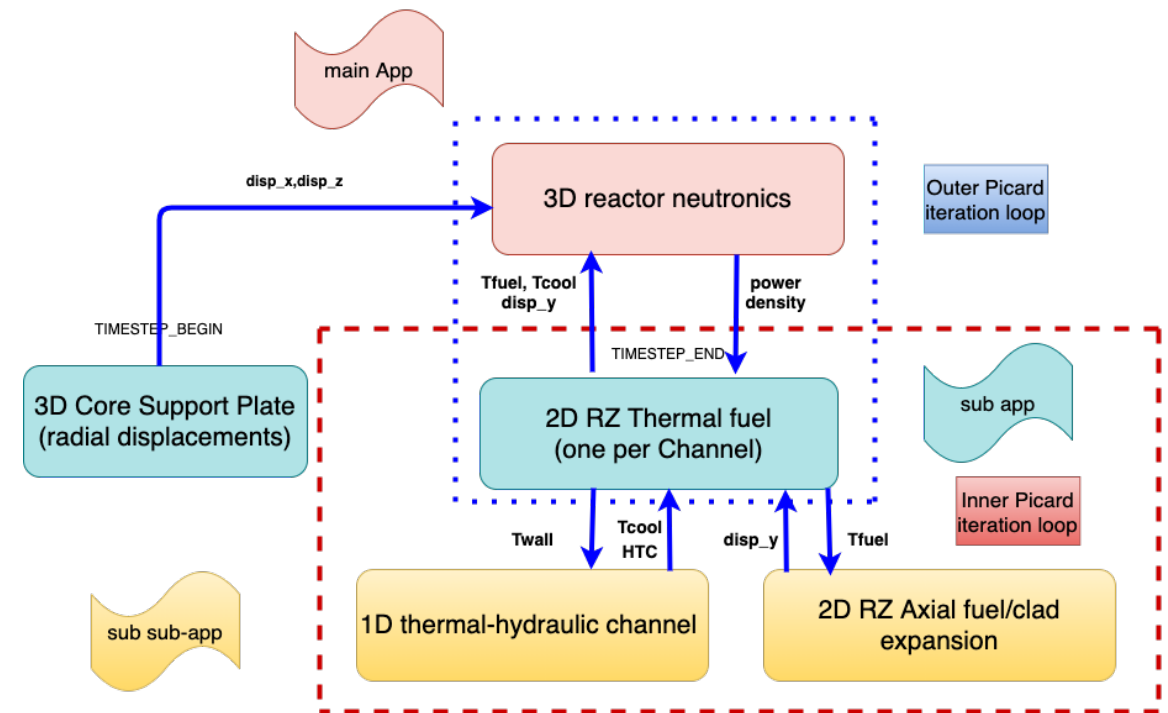 main App
disp_x,disp_z
3D reactor neutronics
Outer Picard
iteration loop
Tfuel, Tcool
disp_y
power
density
TIMESTEP_BEGIN
TIMESTEP_END
3D Core Support Plate
(radial displacements)
2D RZ Thermal fuel
(one per Channel)
sub app
Inner Picard
iteration loop
Twall
Tcool
HTC
disp_y
Tfuel
sub sub-app
1D thermal-hydraulic channel
2D RZ Axial fuel/clad
expansion